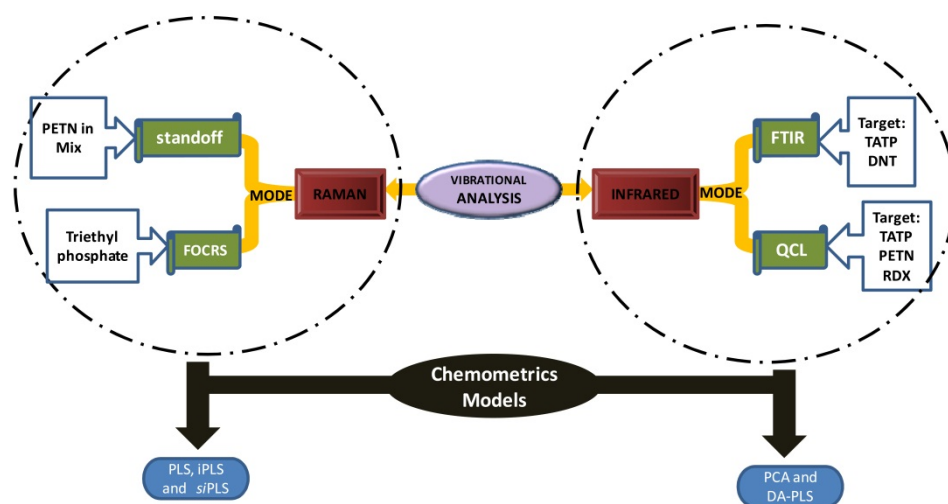 PETN in
Mix
standoff
Triethyl
phosphate
FOCRS
MODE
RAMAN
VIBRATIONAL
ANALYSIS
INFRARED
MODE
FTIR
Target:
TATP
DNT
QCL
Target:
TATP
PETN
RDX
Chemometrics
Models
PLS, iPLS
and siPLS
PCA and
DA-PLS